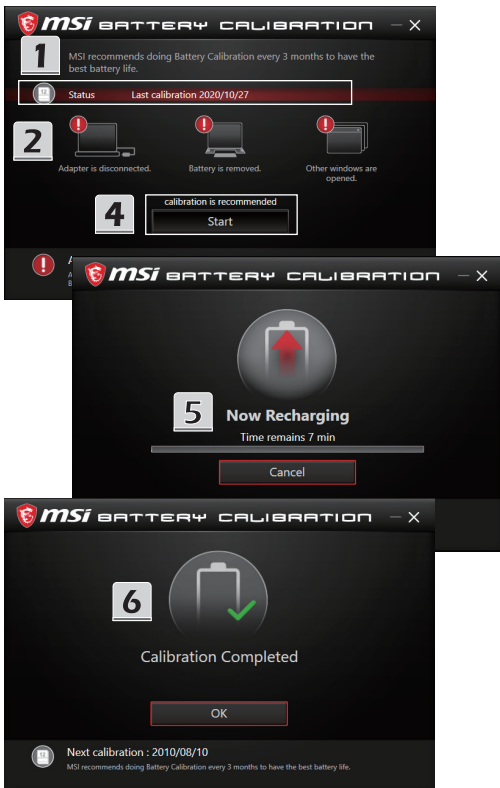 msi BATTERY CALIBRATION
1
MSI recommends doing Battery Calibration every 3 months to have the
best battery life.
Status Last calibration 2020/10/27
2
Adapter is disconnected.
Battery is removed.
Other windows are
opened.
4
calibration is recommended
Start
A
A
8
msi BATTERY CALIBRATION
5
Now Recharging
Time remains 7 min
Cancel
msi BATTERY CALIBRATION
6
Calibration Completed
OK
Next calibration : 2010/08/10
MSI recommends doing Battery Calibration every 3 months to have the best battery life.